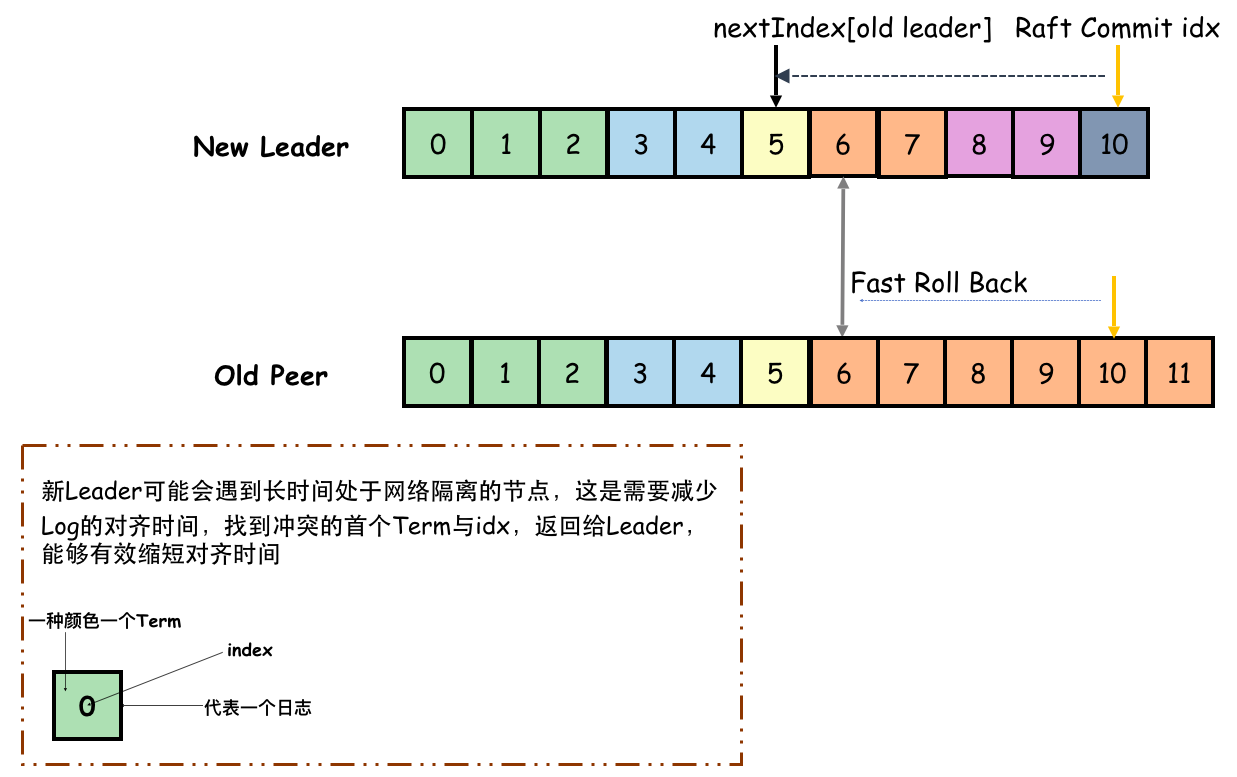 nextIndex[old leader] Raft Commit idx
New Leader 0 1 2 3 4 5 6 7 8 9 10
Fast Roll Back
Old Peer 0 1 2 3 4 5 6 7 8 9 10 11
新Leader可能会遇到长时间处于网络隔离的节点，这是需要减少
Log的对齐时间，找到冲突的首个Term与idx，返回给Leader，
能够有效缩短对齐时间
一种颜色一个Term
index
0
代表一个日志